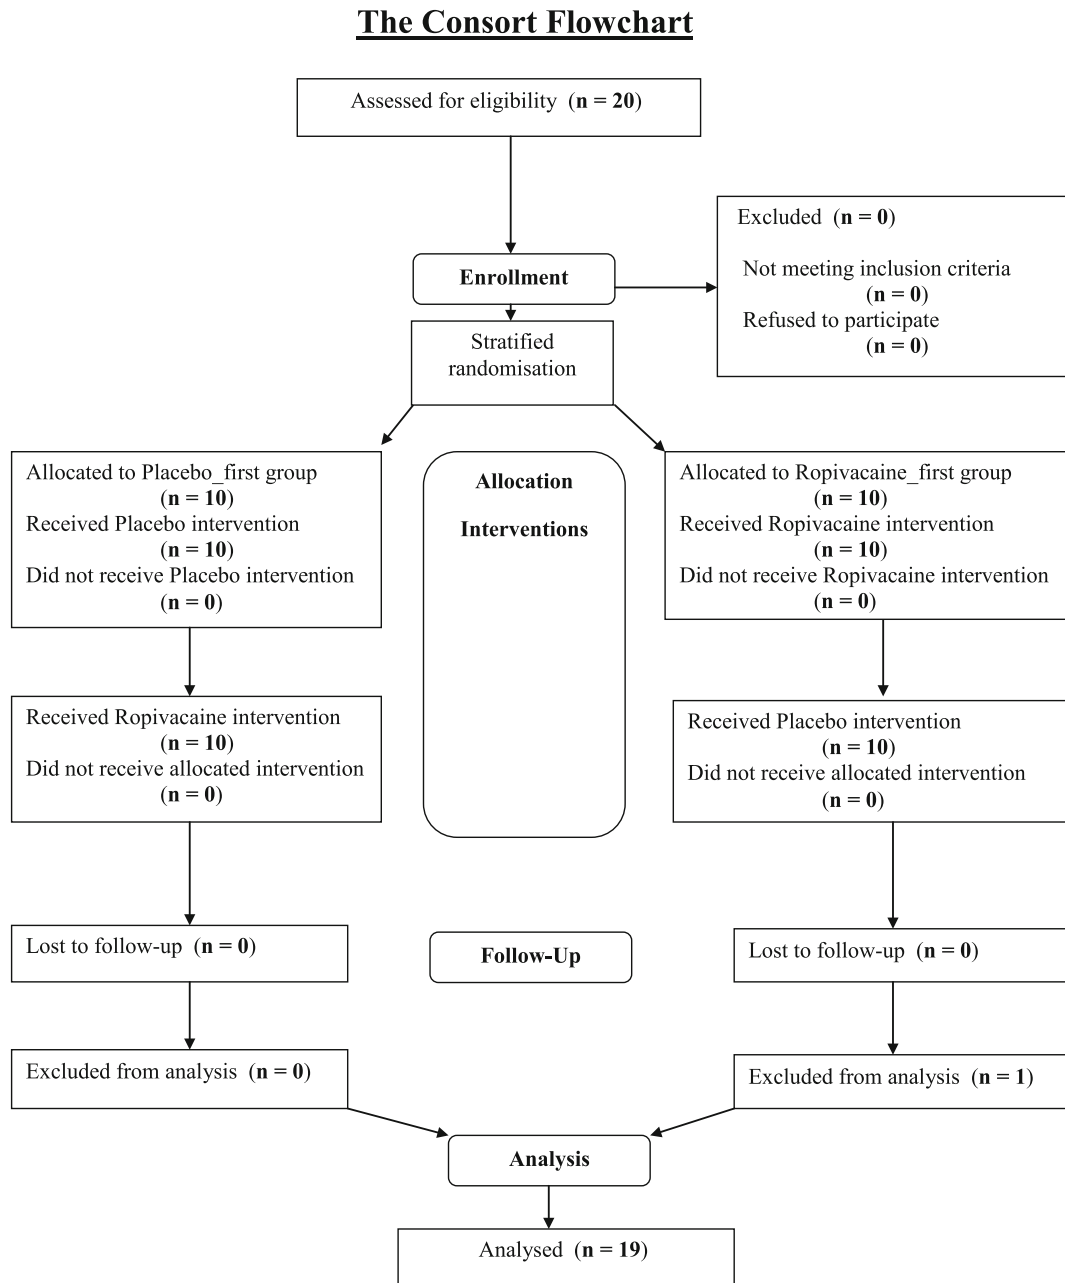 The Consort Flowchart
Assessed for eligibility (n = 20)
Excluded (n = 0)
Not meeting inclusion criteria
(n = 0)
Refused to participate
(n = 0)
Enrollment
Stratified
randomisation
Allocated to Placebo_first group
(n = 10)
Received Placebo intervention
(n = 10)
Did not receive Placebo intervention
(n = 0)
Allocation
Interventions
Allocated to Ropivacaine_first group
(n = 10)
Received Ropivacaine intervention
(n = 10)
Did not receive Ropivacaine intervention
(n = 0)
Received Ropivacaine intervention
(n = 10)
Did not receive allocated intervention
(n = 0)
Received Placebo intervention
(n = 10)
Did not receive allocated intervention
(n = 0)
Lost to follow-up (n = 0)
Follow-Up
Lost to follow-up (n = 0)
Excluded from analysis (n = 0)
Excluded from analysis (n = 1)
Analysis
Analysed (n = 19)